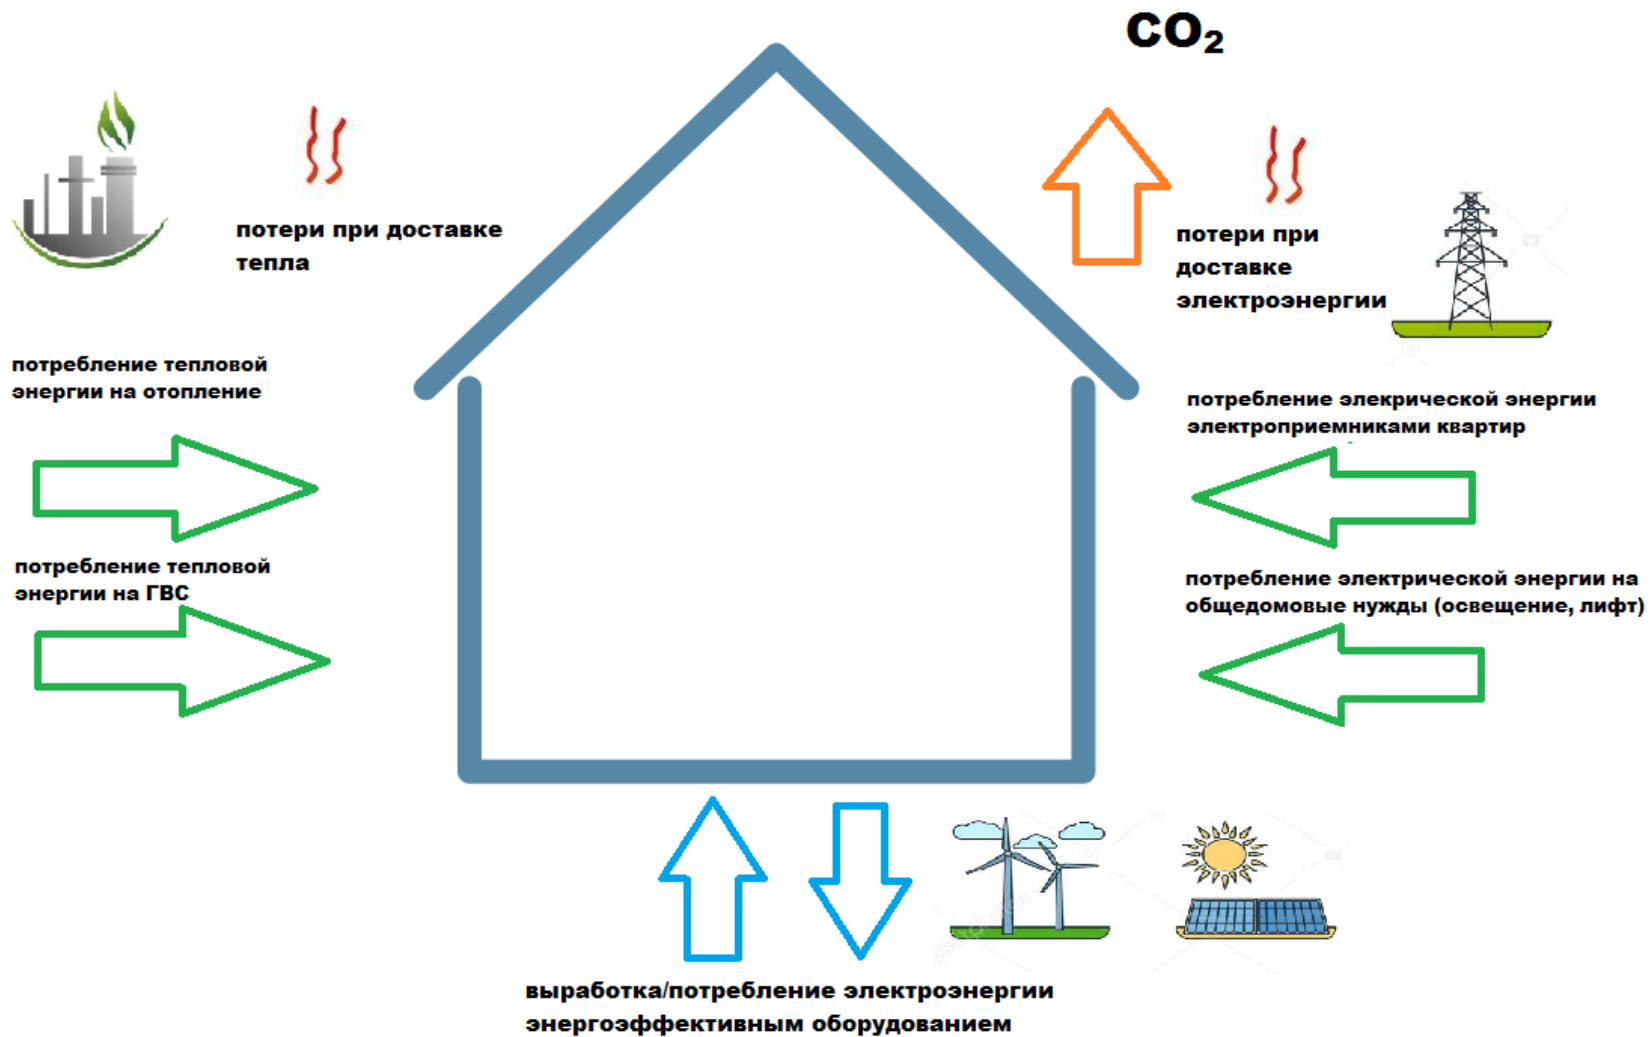 CO₂
потери при доставке
тепла
потери при
доставке
электроэнергии
потребление тепловой
энергии на отопление
потребление элекрической энергии
электроприемниками квартир
потребление тепловой
энергии на ГВС
потребление электрической энергии на
общедомовые нужды (освещение, лифт)
выработка/потребление электроэнергии
энергоэффективным оборудованием